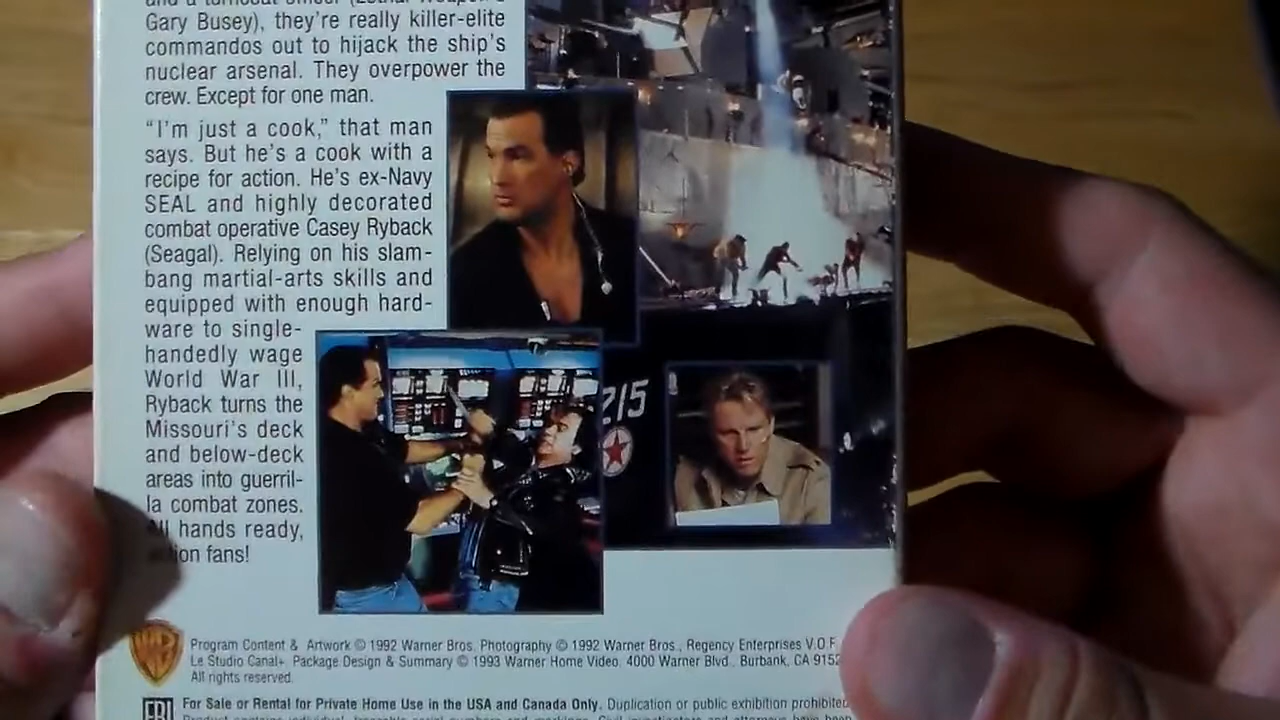 Gary Busey), they're really killer-elite
commandos out to hijack the ship's
nuclear arsenal. They overpower the
crew. Except for one man.
“I'm just a cook,” that man
says. But he's a cook with a
recipe for action. He's ex-Navy
SEAL and highly decorated
combat operative Casey Ryback
(Seagal). Relying on his slam-
bang martial-arts skills and
equipped with enough hard-
ware to single-
handedly wage
World War III,
Ryback turns the
Missouri's deck
and below-deck
areas into guerril-
la combat zones.
All hands ready,
action fans!
215
WB
Program Content & Artwork © 1992 Warner Bros. Photography © 1992 Warner Bros., Regency Enterprises V.O.F.
Le Studio Canal+. Package Design & Summary © 1993 Warner Home Video. 4000 Warner Blvd., Burbank, CA 9152
All rights reserved.
FBI
For Sale or Rental for Private Home Use in the USA and Canada Only. Duplication or public exhibition prohibited